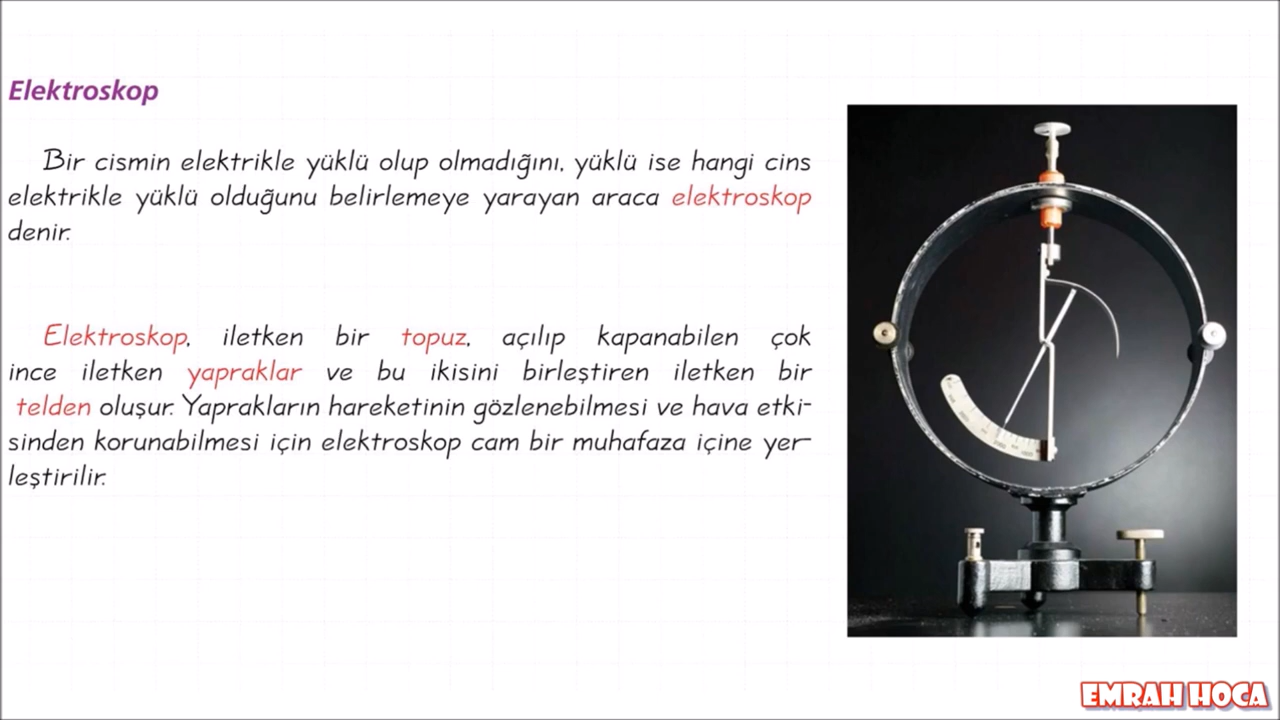 Elektroskop
Bir cismin elektrikle yüklü olup olmadığını, yüklü ise hangi cins
elektrikle yüklü olduğunu belirlemeye yarayan araca elektroskop
denir.
Elektroskop, iletken bir topuz, açılıp kapanabilen çok
ince iletken yapraklar ve bu ikisini birleştiren iletken bir
telden oluşur. Yaprakların hareketinin gözlenebilmesi ve hava etki-
sinden korunabilmesi için elektroskop cam bir muhafaza içine yer-
leştirilir.
EMRAH HOCA